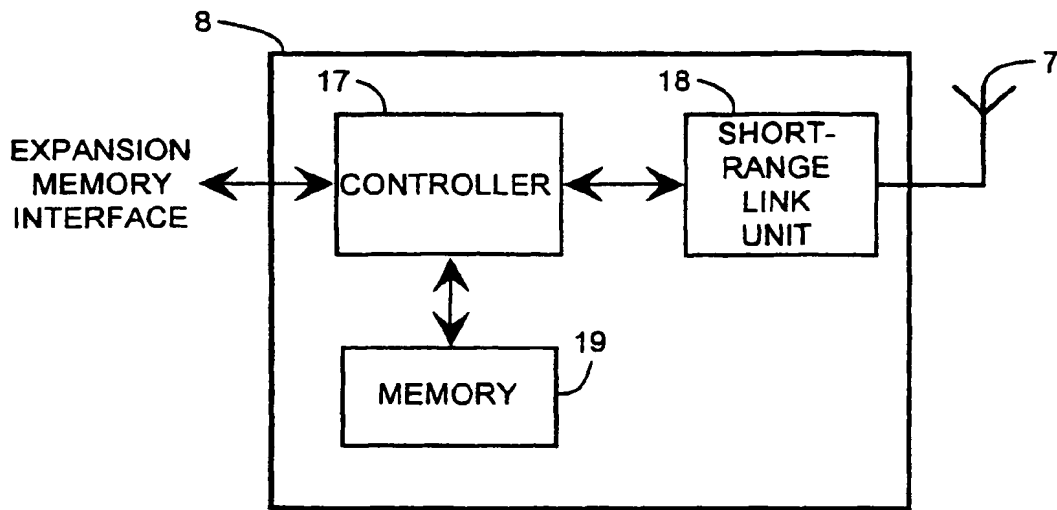 8
17
18
7
EXPANSION
MEMORY
INTERFACE
CONTROLLER
SHORT-
RANGE
LINK
UNIT
19
MEMORY